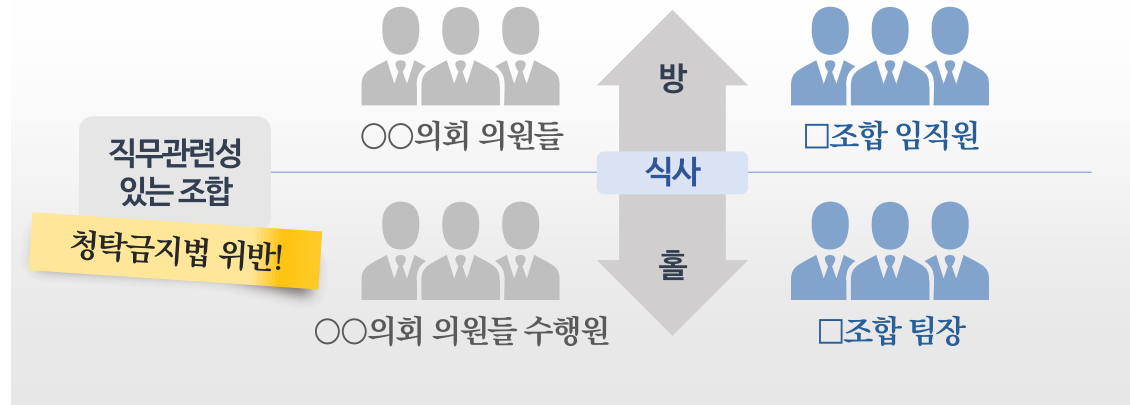 방
○○의회 의원들
□조합 임직원
직무관련성
있는 조합
식사
청탁금지법 위반!
홀
○○의회 의원들 수행원
□조합 팀장